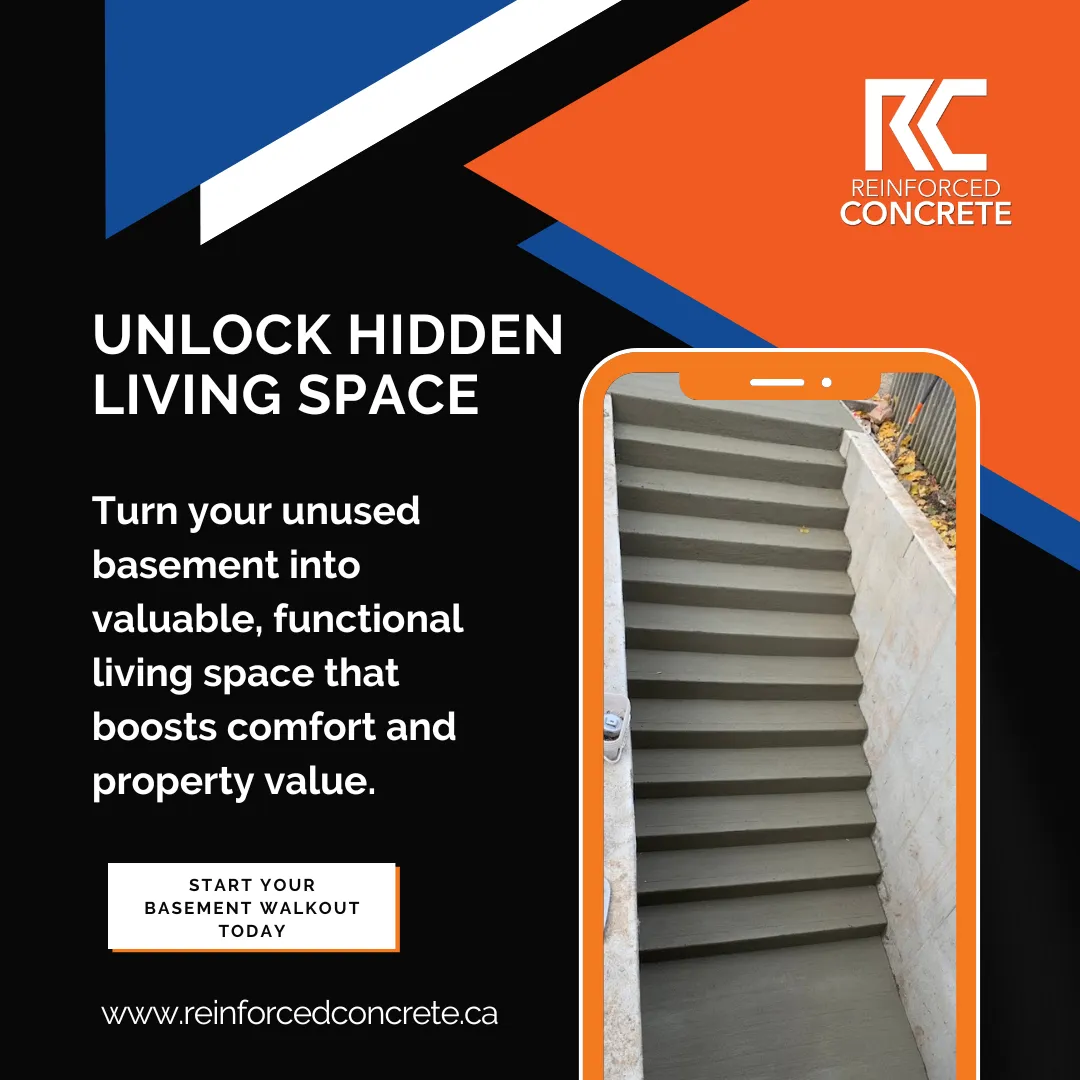 RC
REINFORCED
CONCRETE
UNLOCK HIDDEN
LIVING SPACE
Turn your unused
basement into
valuable, functional
living space that
boosts comfort and
property value.
START YOUR
BASEMENT WALKOUT
TODAY
www.reinforcedconcrete.ca